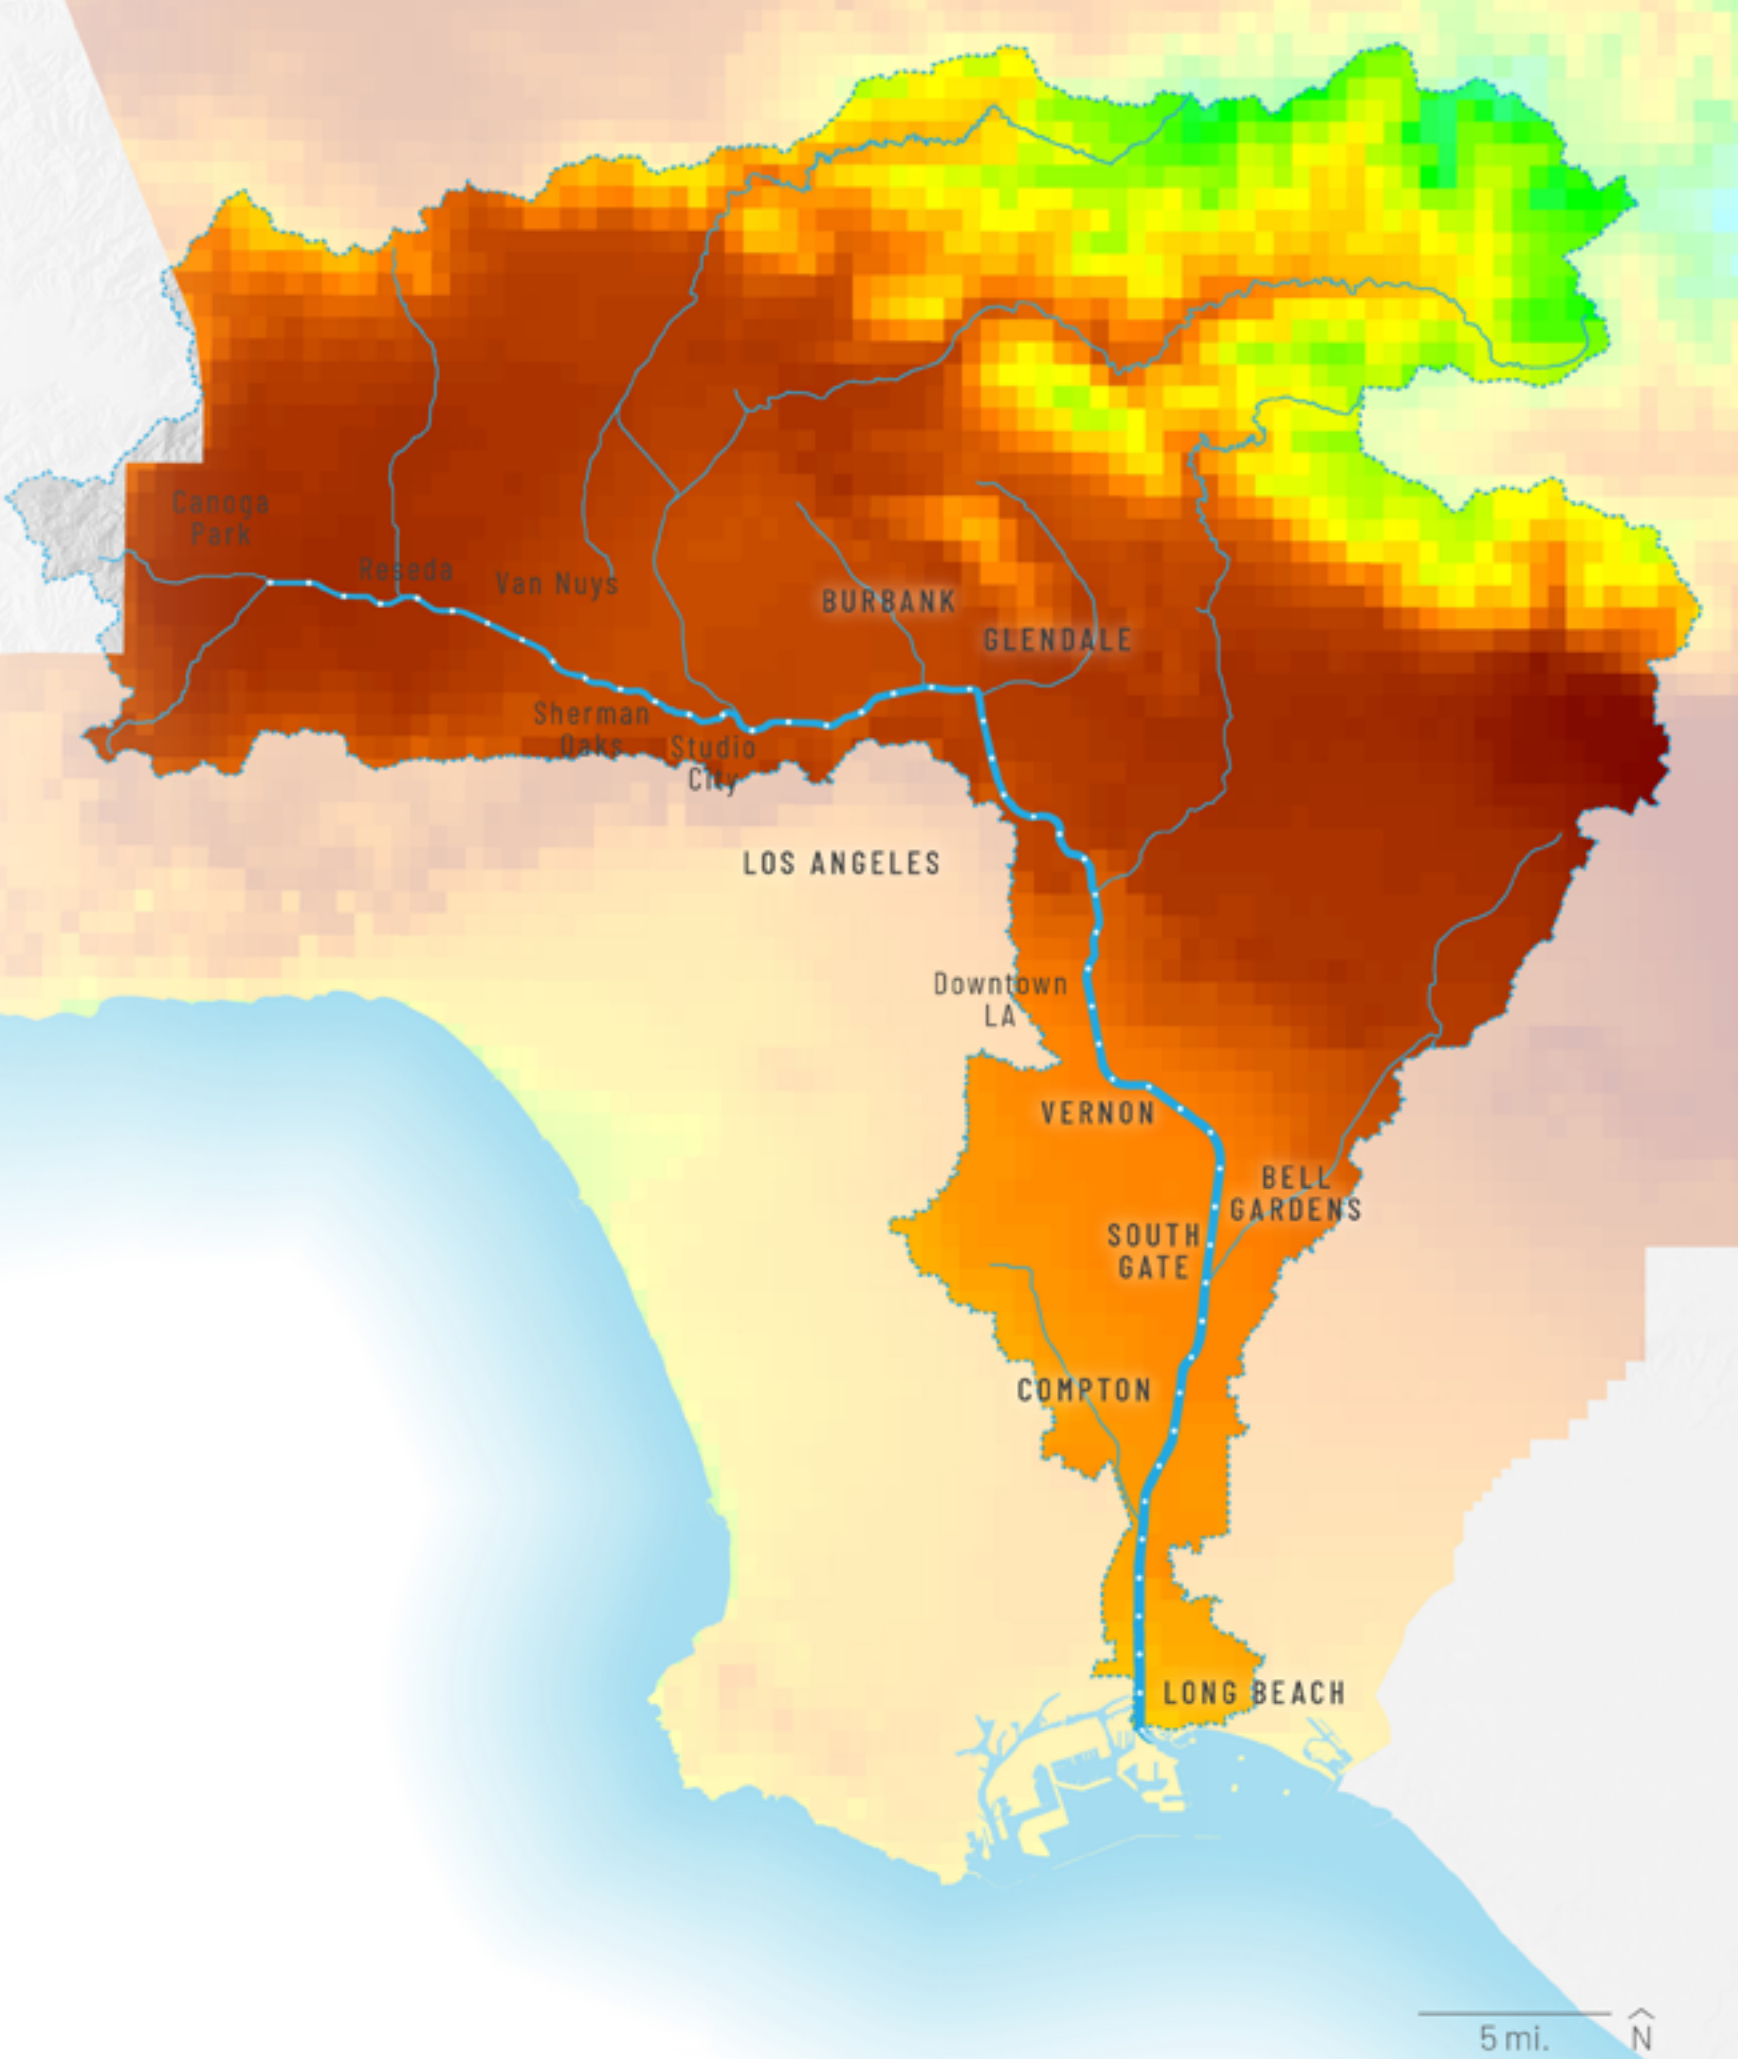 Canoga
Park
Reseda
Van Nuys
BURBANK
GLENDALE
Sherman
Oaks
Studio
City
LOS ANGELES
Downtown
LA
VERNON
BELL
GARDENS
SOUTH
GATE
COMPTON
LONG BEACH
5 mi.
N